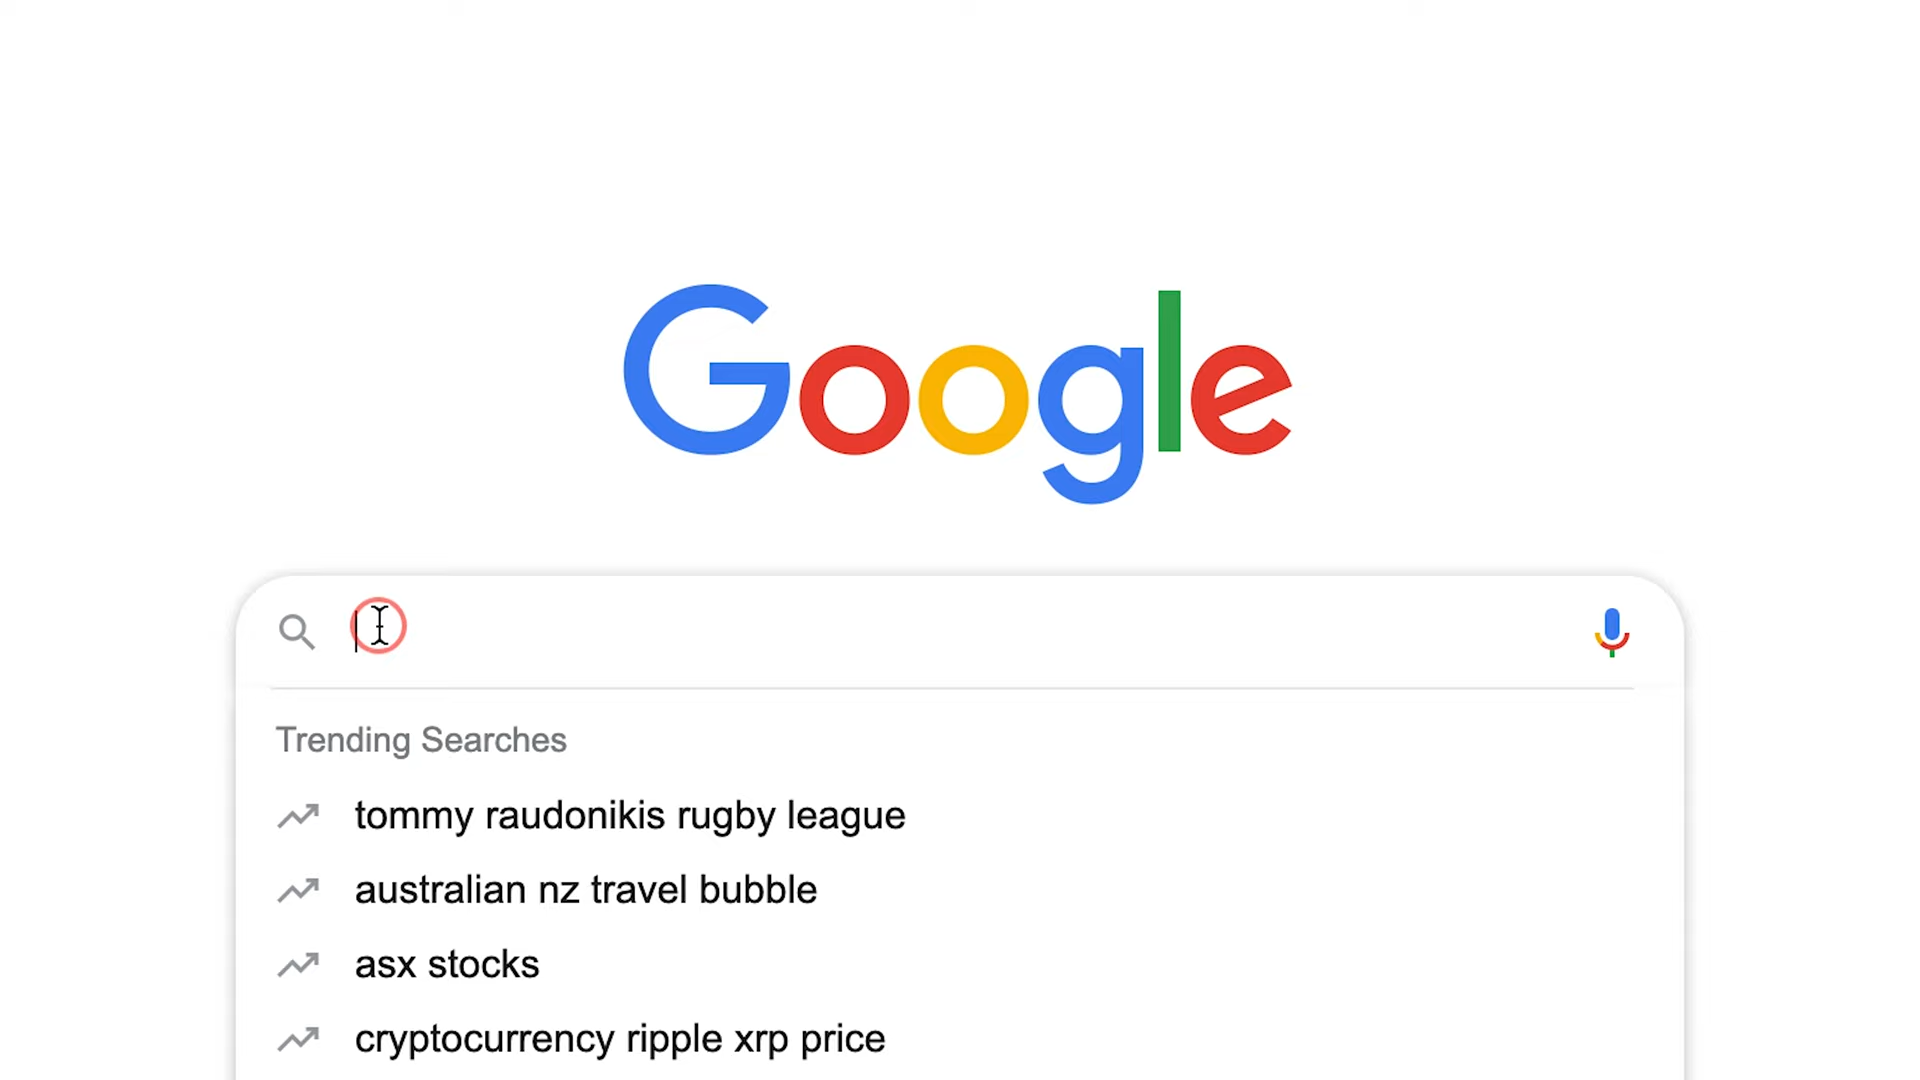 Google
Trending Searches
tommy raudonikis rugby league
australian nz travel bubble
asx stocks
cryptocurrency ripple xrp price